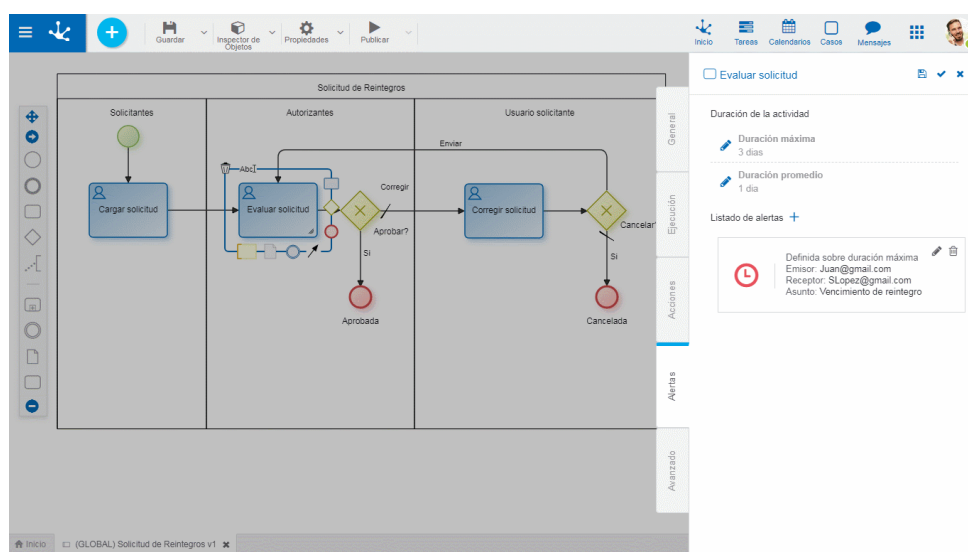 Guardar
Inspector de
Objetos
Propiedades
Publicar
Inicio
Tareas
Calendarios
Casos
Mensajes
Solicitud de Reintegros
Solicitantes
Autorizantes
Usuario solicitante
Enviar
AbcI
Cargar solicitud
Evaluar solicitud
Corregir
Aprobar?
Si
Aprobada
Corregir solicitud
Cancelar?
Si
Cancelada
General
Ejecución
Acciones
Alertas
Avanzado
Evaluar solicitud
Duración de la actividad
Duración máxima
3 dias
Duración promedio
1 dia
Listado de alertas
Definida sobre duración máxima
Emisor: Juan@gmail.com
Receptor: SLopez@gmail.com
Asunto: Vencimiento de reintegro
Inicio
(GLOBAL) Solicitud de Reintegros v1